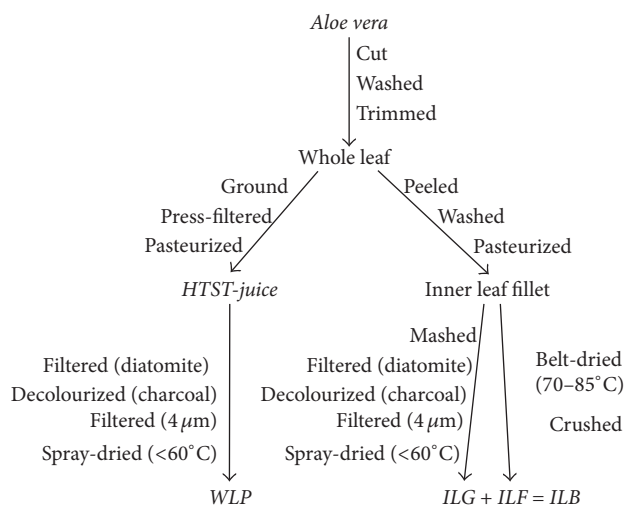 Aloe vera
Cut
Washed
Trimmed
Whole leaf
Ground
Press-filtered
Pasteurized
Peeled
Washed
Pasteurized
HTST-juice
Inner leaf fillet
Filtered (diatomite)
Decolourized (charcoal)
Filtered (4 μm)
Spray-dried (<60°C)
Mashed
Filtered (diatomite)
Decolourized (charcoal)
Filtered (4 μm)
Spray-dried (<60°C)
Belt-dried
(70–85°C)
Crushed
WLP
ILG + ILF = ILB